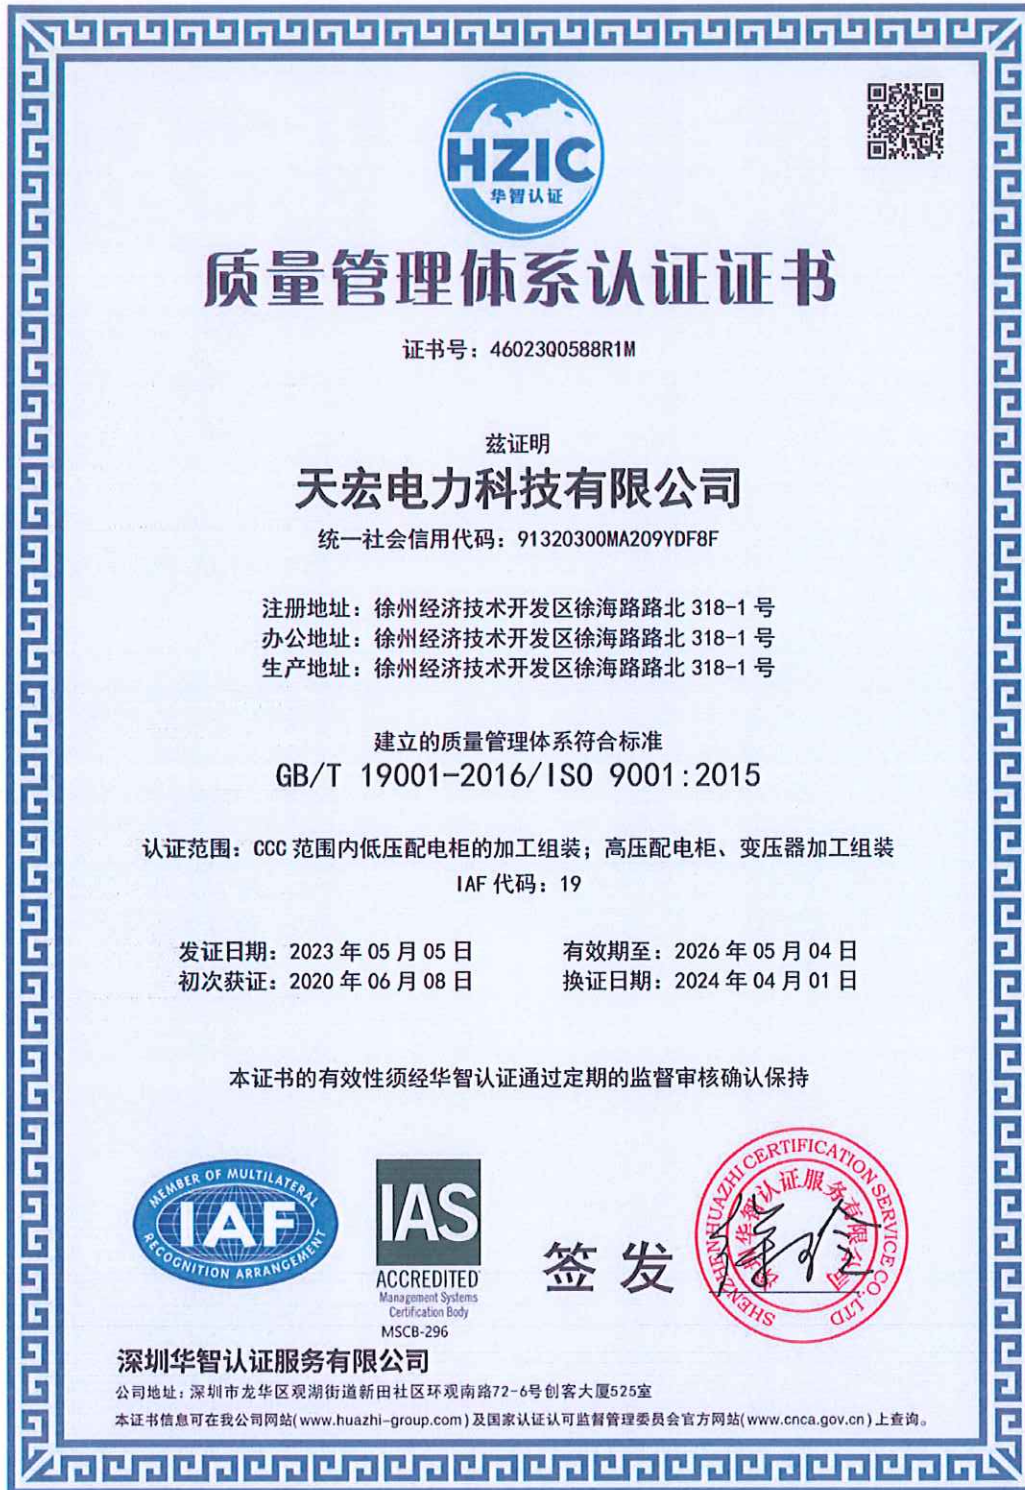 HZIC
华智认证
质量管理体系认证证书
证书号：46023Q0588R1M
兹证明
天宏电力科技有限公司
统一社会信用代码：91320300MA209YDF8F
注册地址：徐州经济技术开发区徐海路路北 318-1 号
办公地址：徐州经济技术开发区徐海路路北 318-1 号
生产地址：徐州经济技术开发区徐海路路北 318-1 号
建立的质量管理体系符合标准
GB/T 19001-2016/ISO 9001:2015
认证范围：CCC 范围内低压配电柜的加工组装；高压配电柜、变压器加工组装
IAF 代码：19
发证日期：2023 年 05 月 05 日 有效期至：2026 年 05 月 04 日
初次获证：2020 年 06 月 08 日 换证日期：2024 年 04 月 01 日
本证书的有效性须经华智认证通过定期的监督审核确认保持
MEMBER OF MULTILATERAL
IAF
RECOGNITION ARRANGEMENT
IAS
ACCREDITED
Management Systems
Certification Body
MSCB-296
签发
SHENZHEN HUAZHI CERTIFICATION SERVICE CO.,LTD
深圳华智认证服务有限公司
深圳华智认证服务有限公司
公司地址：深圳市龙华区观湖街道新田社区环观南路72-6号创客大厦525室
本证书信息可在我公司网站(www.huazhi-group.com)及国家认证认可监督管理委员会官方网站(www.cnca.gov.cn)上查询。